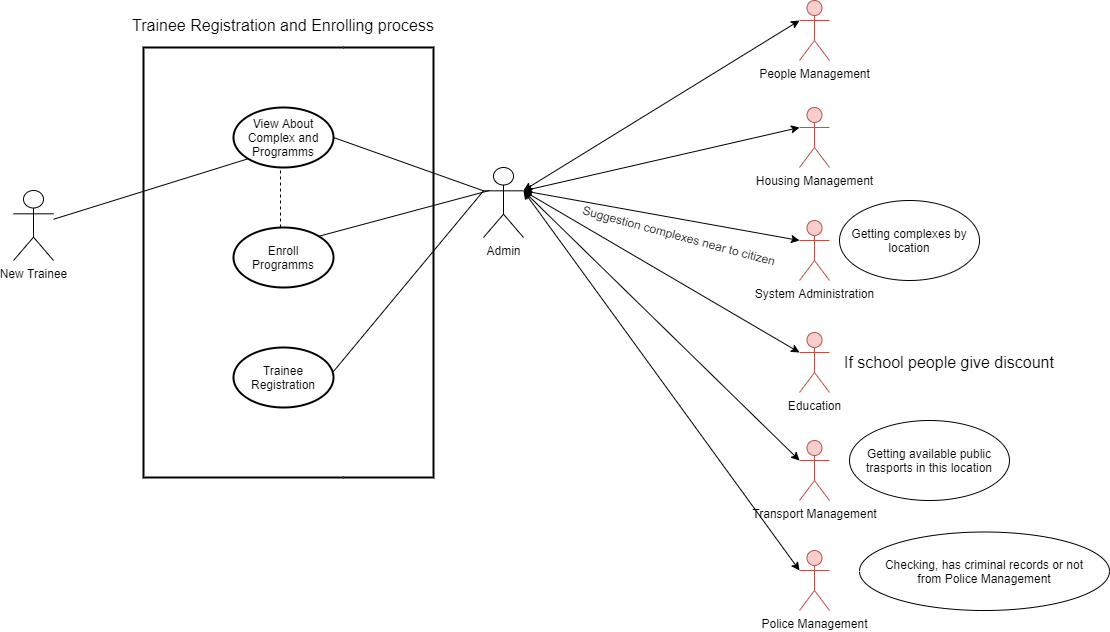 Trainee Registration and Enrolling process
View About
Complex and
Programms
Enroll
Programms
Trainee
Registration
New Trainee
Admin
People Management
Housing Management
Suggestion complexes near to citizen
System Administration
Getting complexes by
location
Education
If school people give discount
Transport Management
Getting available public
trasports in this location
Police Management
Checking, has criminal records or not
from Police Management